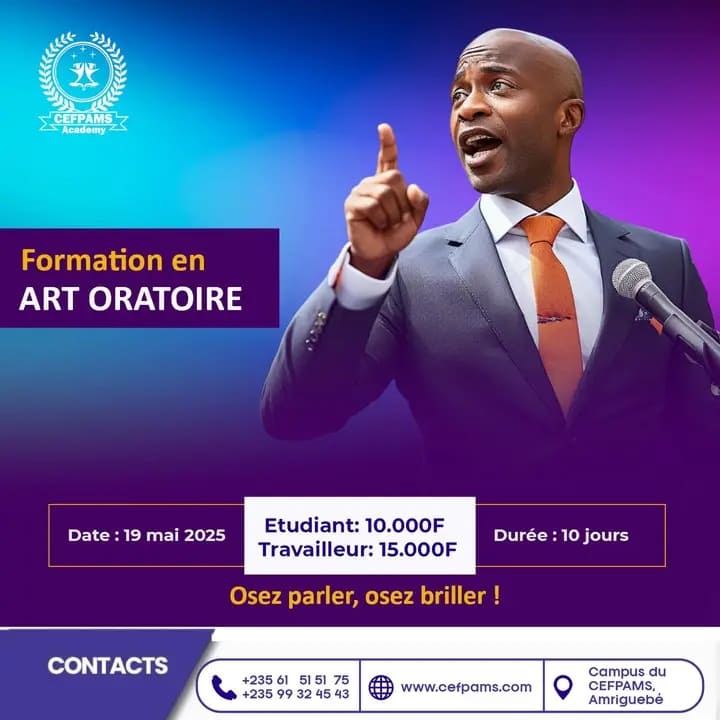 CEFPAMS
Academy
Formation en
ART ORATOIRE
Date : 19 mai 2025
Etudiant: 10.000F
Travailleur: 15.000F
Durée : 10 jours
Osez parler, osez briller !
CONTACTS
+235 61 51 51 75
+235 99 32 45 43
www.cefpams.com
Campus du
CEFPAMS,
Amriguebé